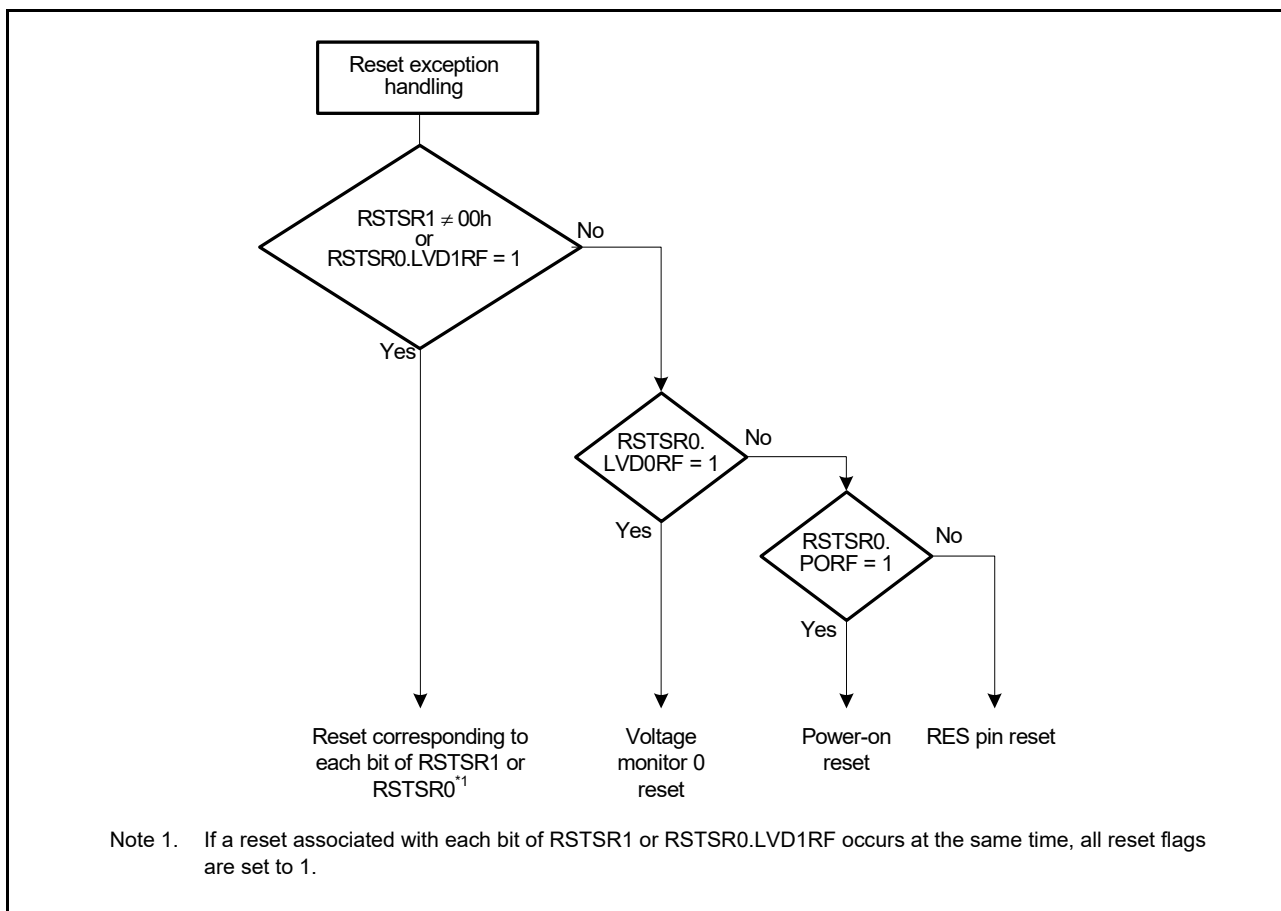 Reset exception
handling
RSTSR1 ≠ 00h
or
RSTSR0.LVD1RF = 1
No
Yes
RSTSR0.
LVD0RF = 1
No
Yes
RSTSR0.
PORF = 1
No
Yes
Reset corresponding to
each bit of RSTSR1 or
RSTSR0*1
Voltage
monitor 0
reset
Power-on
reset
RES pin reset
Note 1. If a reset associated with each bit of RSTSR1 or RSTSR0.LVD1RF occurs at the same time, all reset flags
are set to 1.